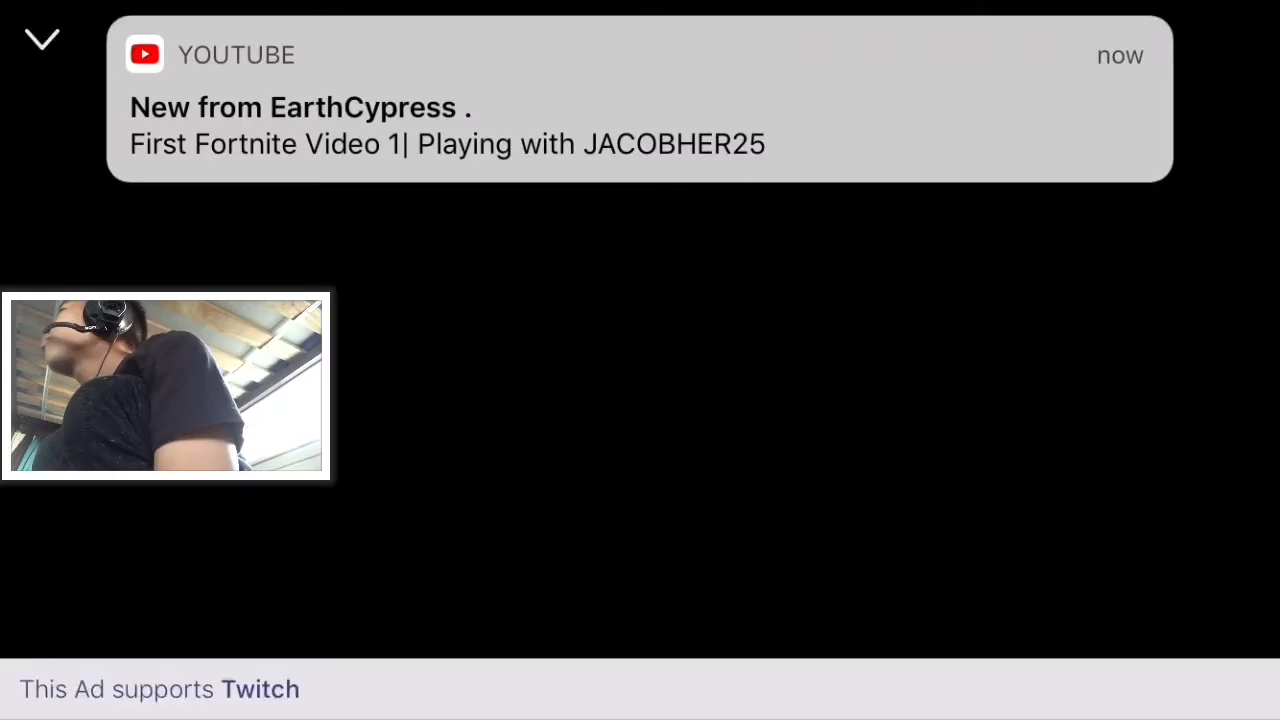 YOUTUBE
now
New from EarthCypress .
First Fortnite Video 1| Playing with JACOBHER25
This Ad supports Twitch